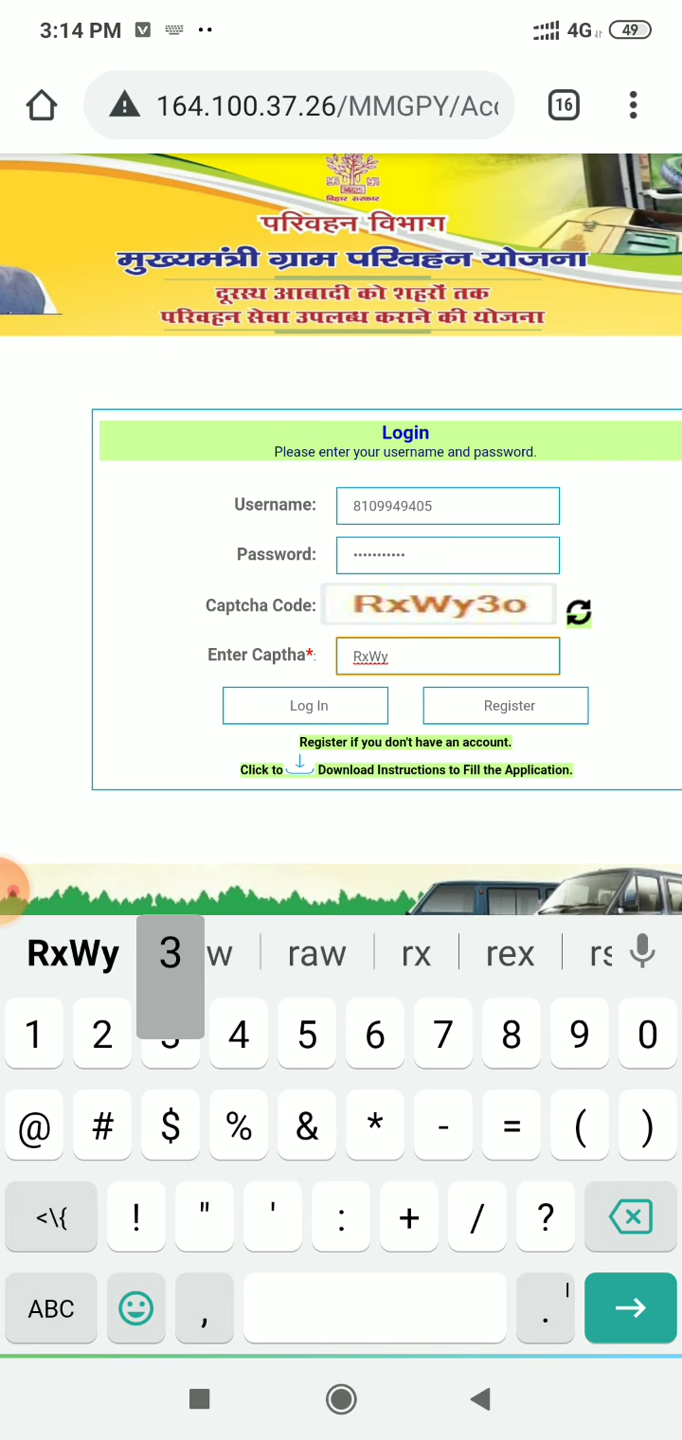 3:14 PM
4G
49
164.100.37.26/MMGPY/Acc
16
बिहार सरकार
परिवहन विभाग
मुख्यमंत्री ग्राम परिवहन योजना
दूरस्थ आबादी को शहरों तक
परिवहन सेवा उपलब्ध कराने की योजना
Login
Please enter your username and password.
Username: 8109949405
Password: •••••••••••
Captcha Code: RxWy3o
Enter Captha*: RxWy
Log In Register
Register if you don't have an account.
Click to Download Instructions to Fill the Application.
RxWy 3 w raw rx rex rs
1 2 3 4 5 6 7 8 9 0
@ # $ % & * - = ( )
<\{ ! " ' : + / ?
ABC , .